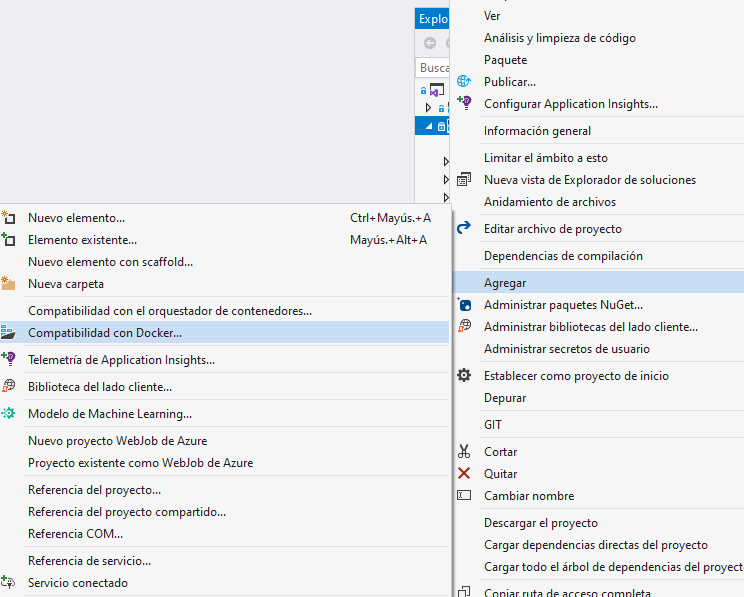 Explo
Busca
Ver
Análisis y limpieza de código
Paquete
Publicar...
Configurar Application Insights...
Información general
Limitar el ámbito a esto
Nueva vista de Explorador de soluciones
Anidamiento de archivos
Editar archivo de proyecto
Dependencias de compilación
Agregar
Administrar paquetes NuGet...
Administrar bibliotecas del lado cliente...
Administrar secretos de usuario
Establecer como proyecto de inicio
Depurar
GIT
Cortar
Quitar
Cambiar nombre
Descargar el proyecto
Cargar dependencias directas del proyecto
Cargar todo el árbol de dependencias del proyect
Copiar ruta de acceso completa
Nuevo elemento... Ctrl+Mayús.+A
Elemento existente... Mayús.+Alt+A
Nuevo elemento con scaffold...
Nueva carpeta
Compatibilidad con el orquestador de contenedores...
Compatibilidad con Docker...
Telemetría de Application Insights...
Biblioteca del lado cliente...
Modelo de Machine Learning...
Nuevo proyecto WebJob de Azure
Proyecto existente como WebJob de Azure
Referencia del proyecto...
Referencia del proyecto compartido...
Referencia COM...
Referencia de servicio...
Servicio conectado